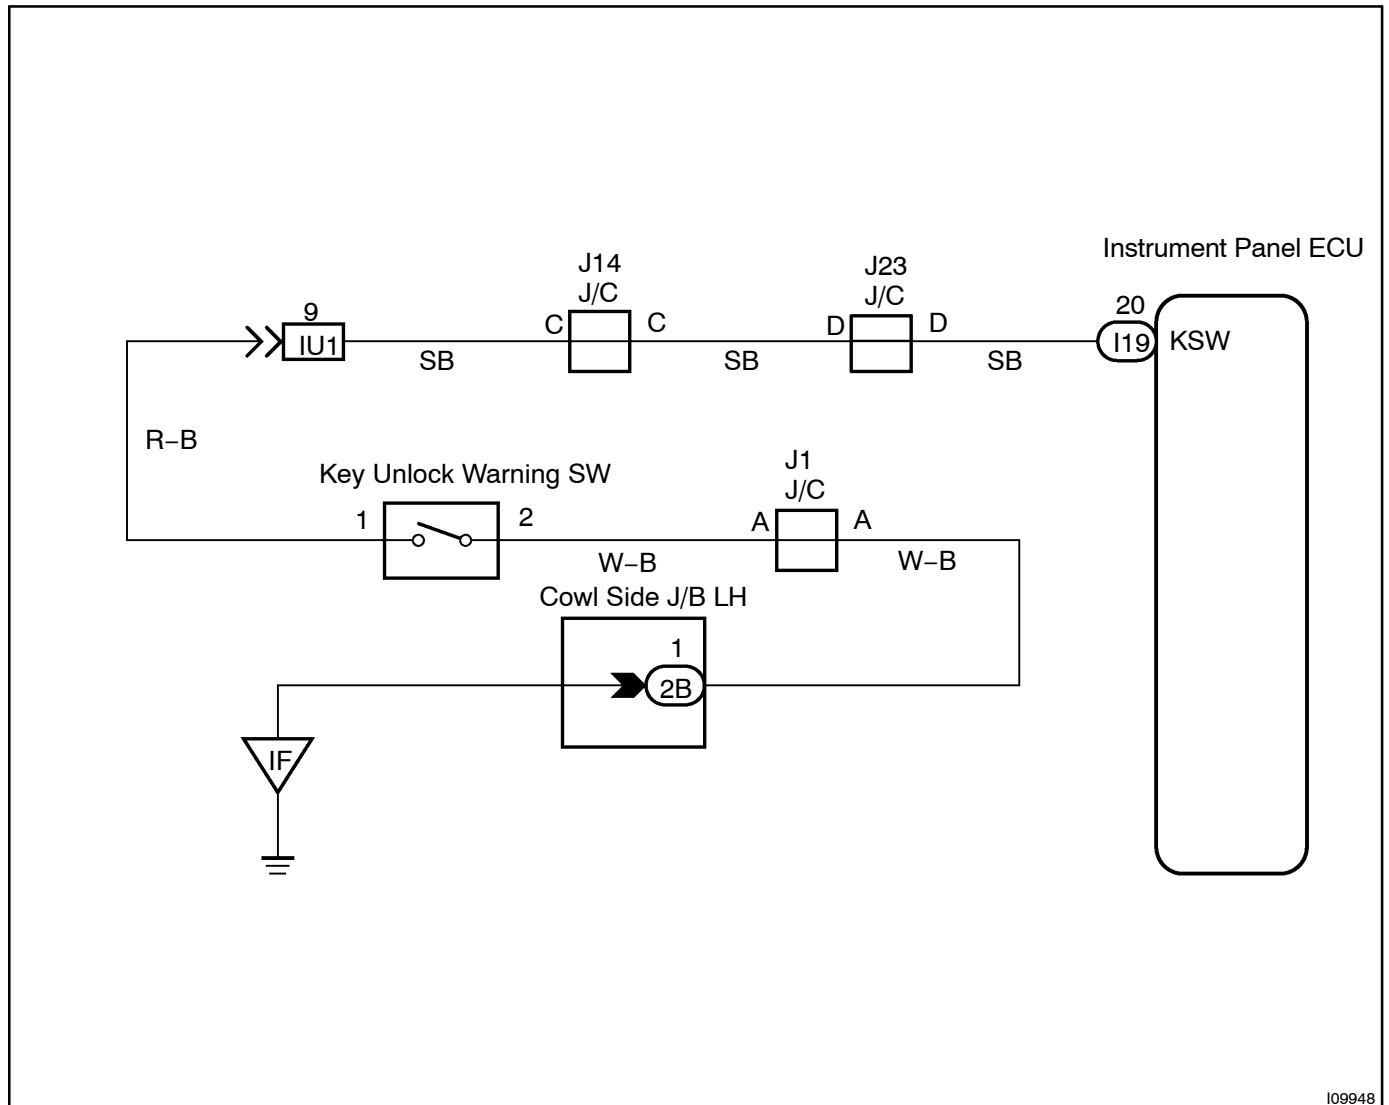 Instrument Panel ECU
J14
J/C
J23
J/C
9
IU1
C
C
D
D
20
I19
KSW
SB
SB
SB
R–B
Key Unlock Warning SW
J1
J/C
1
2
A
A
W–B
W–B
Cowl Side J/B LH
1
2B
IF
I09948